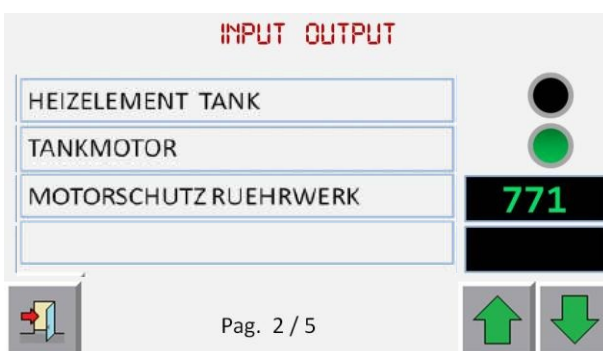 INPUT OUTPUT
HEIZELEMENT TANK
TANKMOTOR
MOTORSCHUTZ RUEHRWERK 771
Pag. 2 / 5